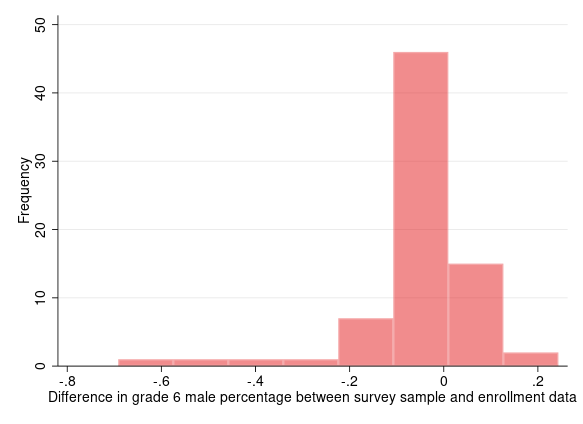 50
40
30
20
10
0
Frequency
-.8 -.6 -.4 -.2 0 .2
Difference in grade 6 male percentage between survey sample and enrollment data